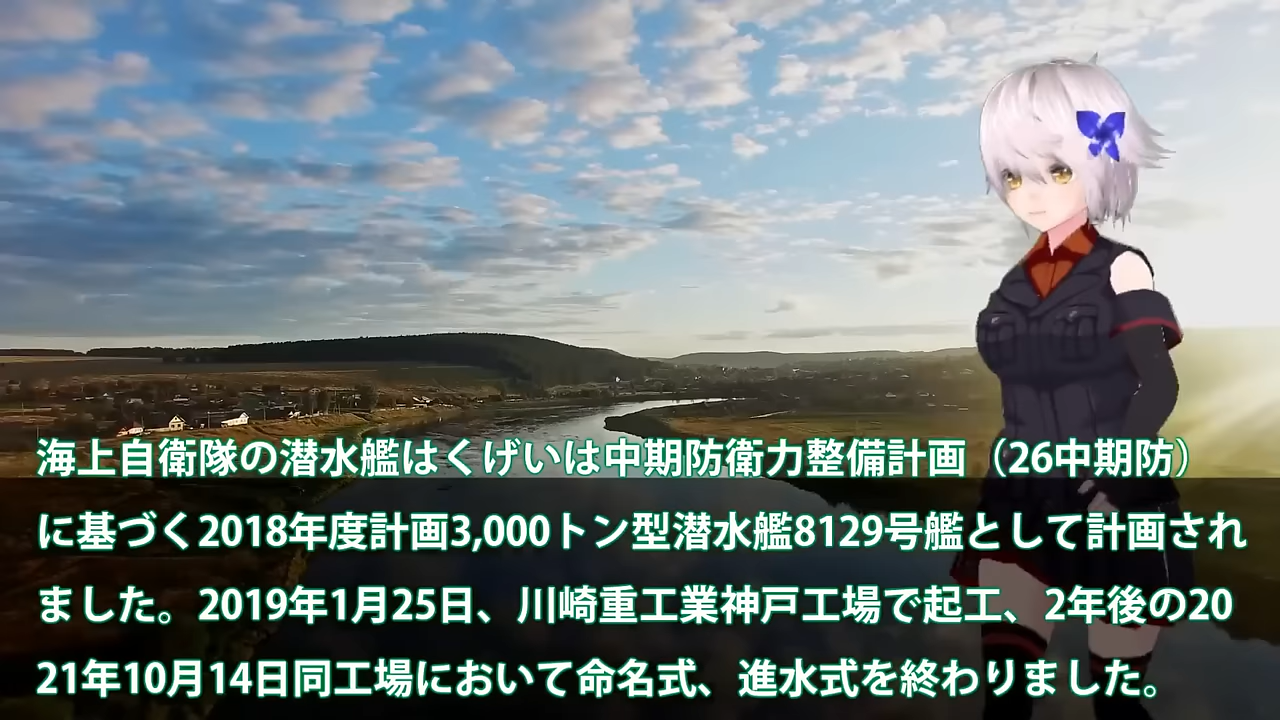 海上自衛隊の潜水艦はくげいは中期防衛力整備計画（26中期防）
に基づく2018年度計画3,000トン型潜水艦8129号艦として計画され
ました。2019年1月25日、川崎重工業神戸工場で起工、2年後の20
21年10月14日同工場において命名式、進水式を終わりました。